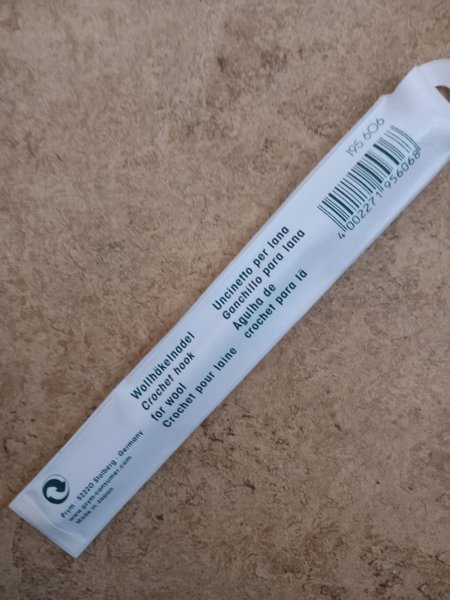 195 606
4 002271 956068
Wollhäkelnadel
Crochet hook
for wool
Crochet pour laine
Uncinetto per lana
Ganchillo para lana
Agulha de
crochet para lã
Prym · 52220 Stolberg · Germany
www.prym-consumer.com
Made in Japan